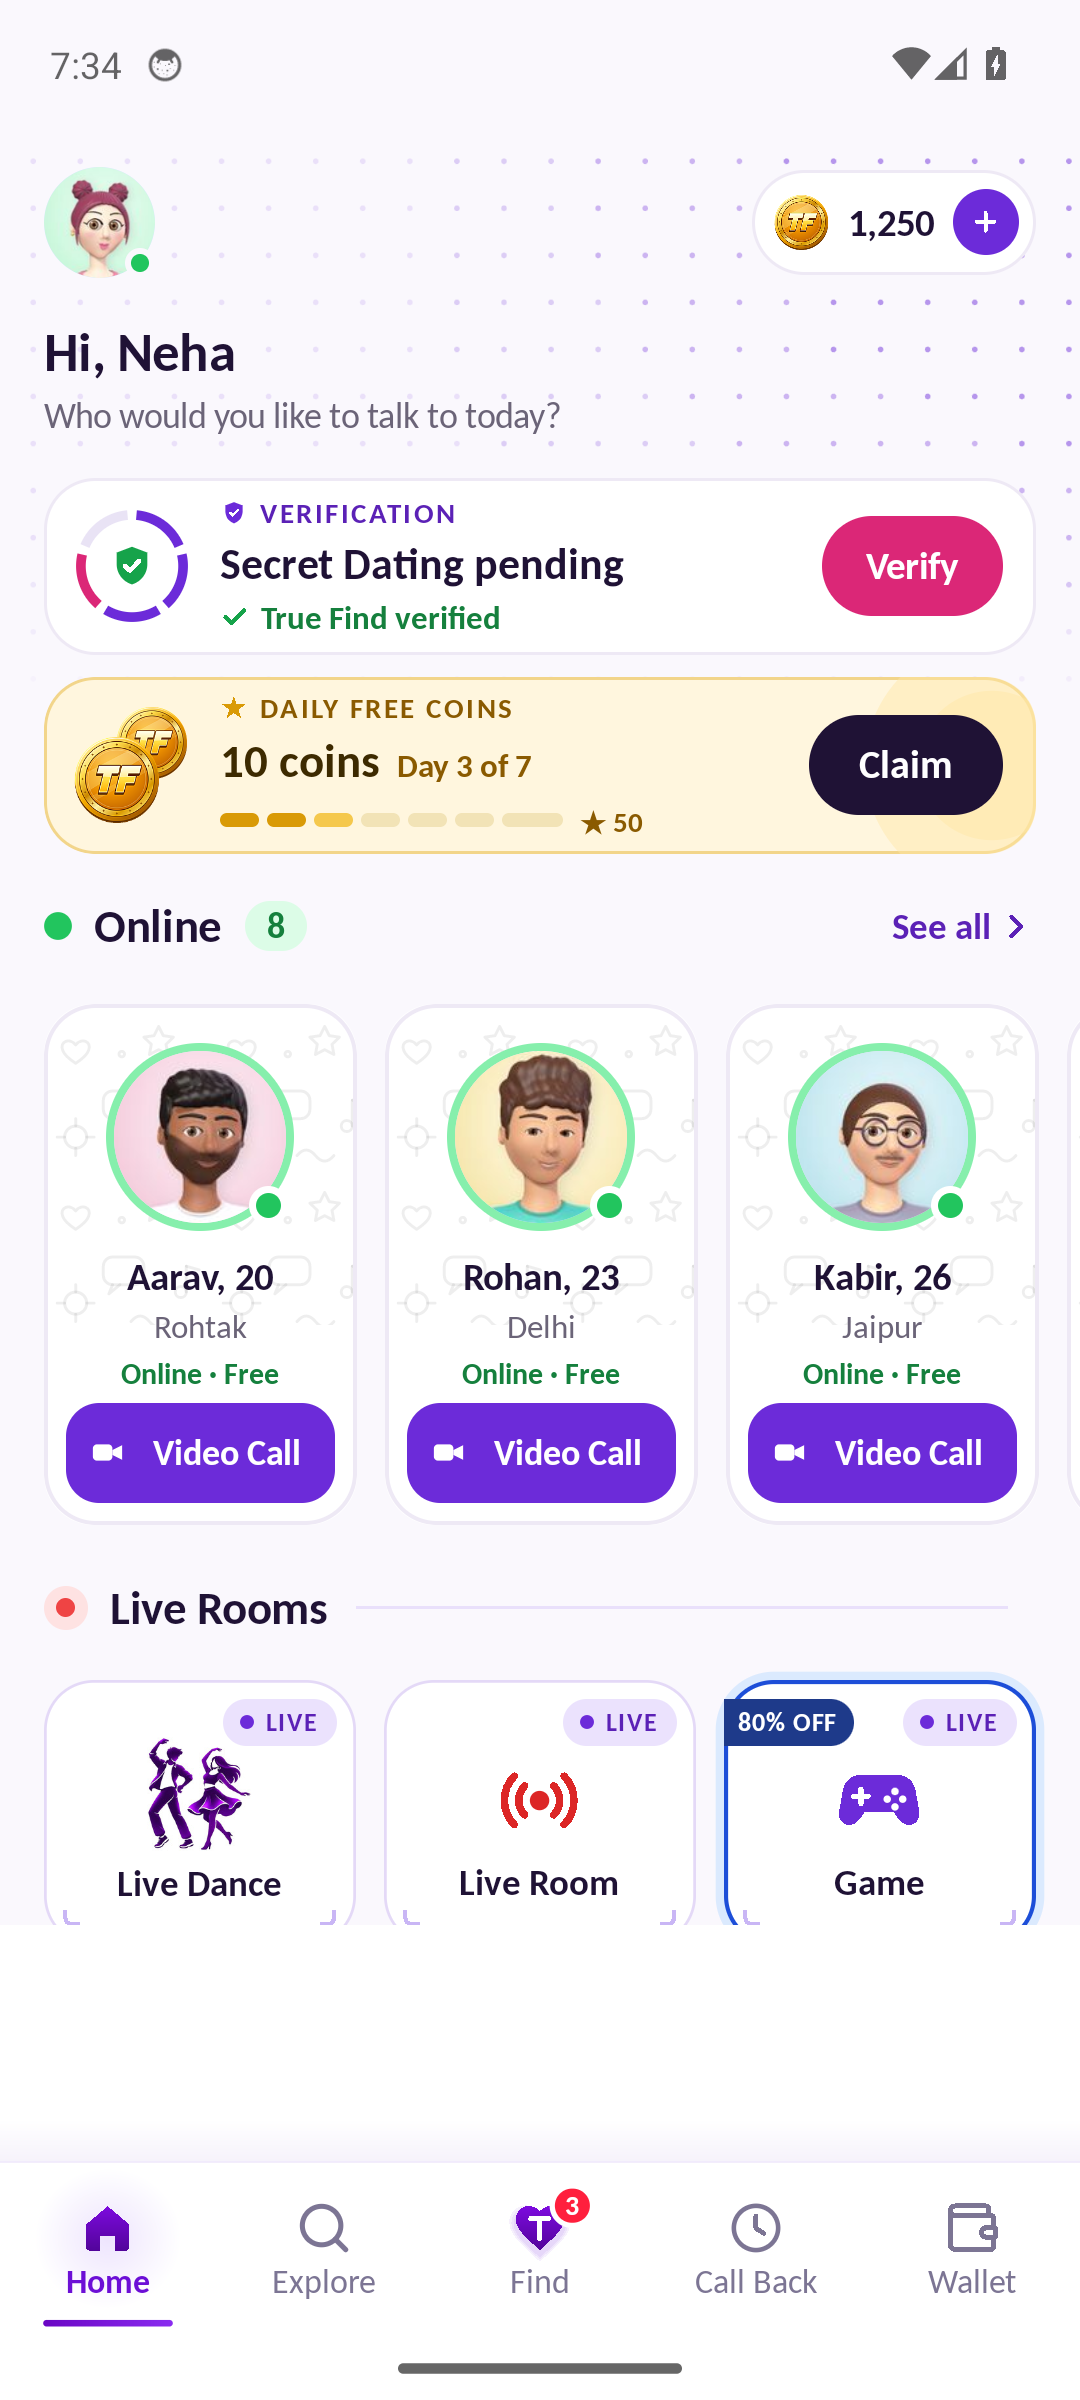 7:34
TF
1,250
+
Hi, Neha
Who would you like to talk to today?
VERIFICATION
Secret Dating pending
True Find verified
Verify
TF
TF
DAILY FREE COINS
10 coins Day 3 of 7
★ 50
Claim
Online 8
See all
Aarav, 20
Rohtak
Online · Free
Video Call
Rohan, 23
Delhi
Online · Free
Video Call
Kabir, 26
Jaipur
Online · Free
Video Call
Live Rooms
LIVE
Live Dance
LIVE
Live Room
80% OFF
LIVE
Game
Home
Explore
T
3
Find
Call Back
Wallet